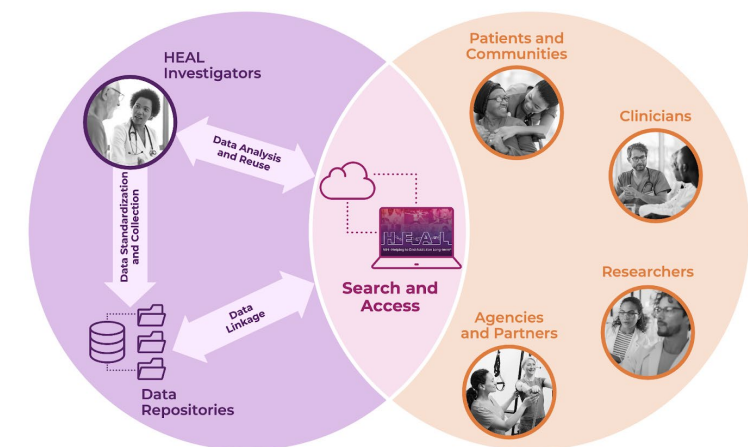 HEAL
Investigators
Data Analysis
and Reuse
Data Standardization
and Collection
Data
Linkage
Data
Repositories
HEAL
Search and
Access
Patients and
Communities
Clinicians
Researchers
Agencies
and Partners